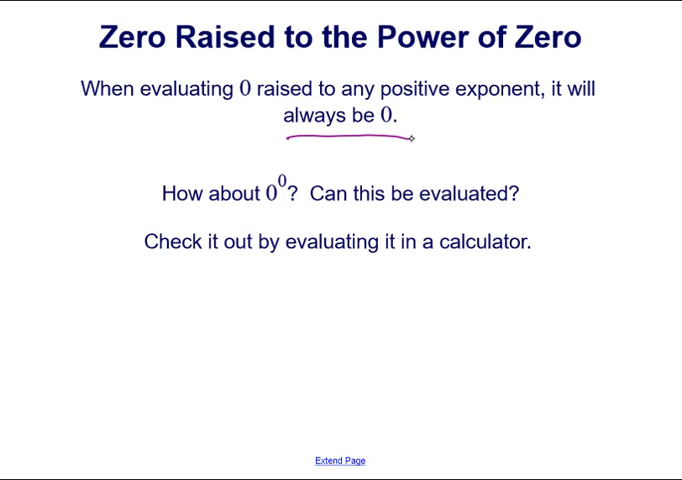 Zero Raised to the Power of Zero
When evaluating 0 raised to any positive exponent, it will
always be 0.
How about 0⁰? Can this be evaluated?
Check it out by evaluating it in a calculator.
Extend Page